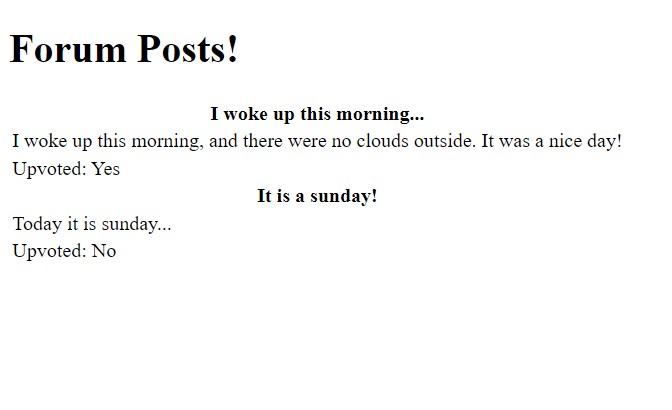 Forum Posts!
I woke up this morning...
I woke up this morning, and there were no clouds outside. It was a nice day!
Upvoted: Yes
It is a sunday!
Today it is sunday...
Upvoted: No